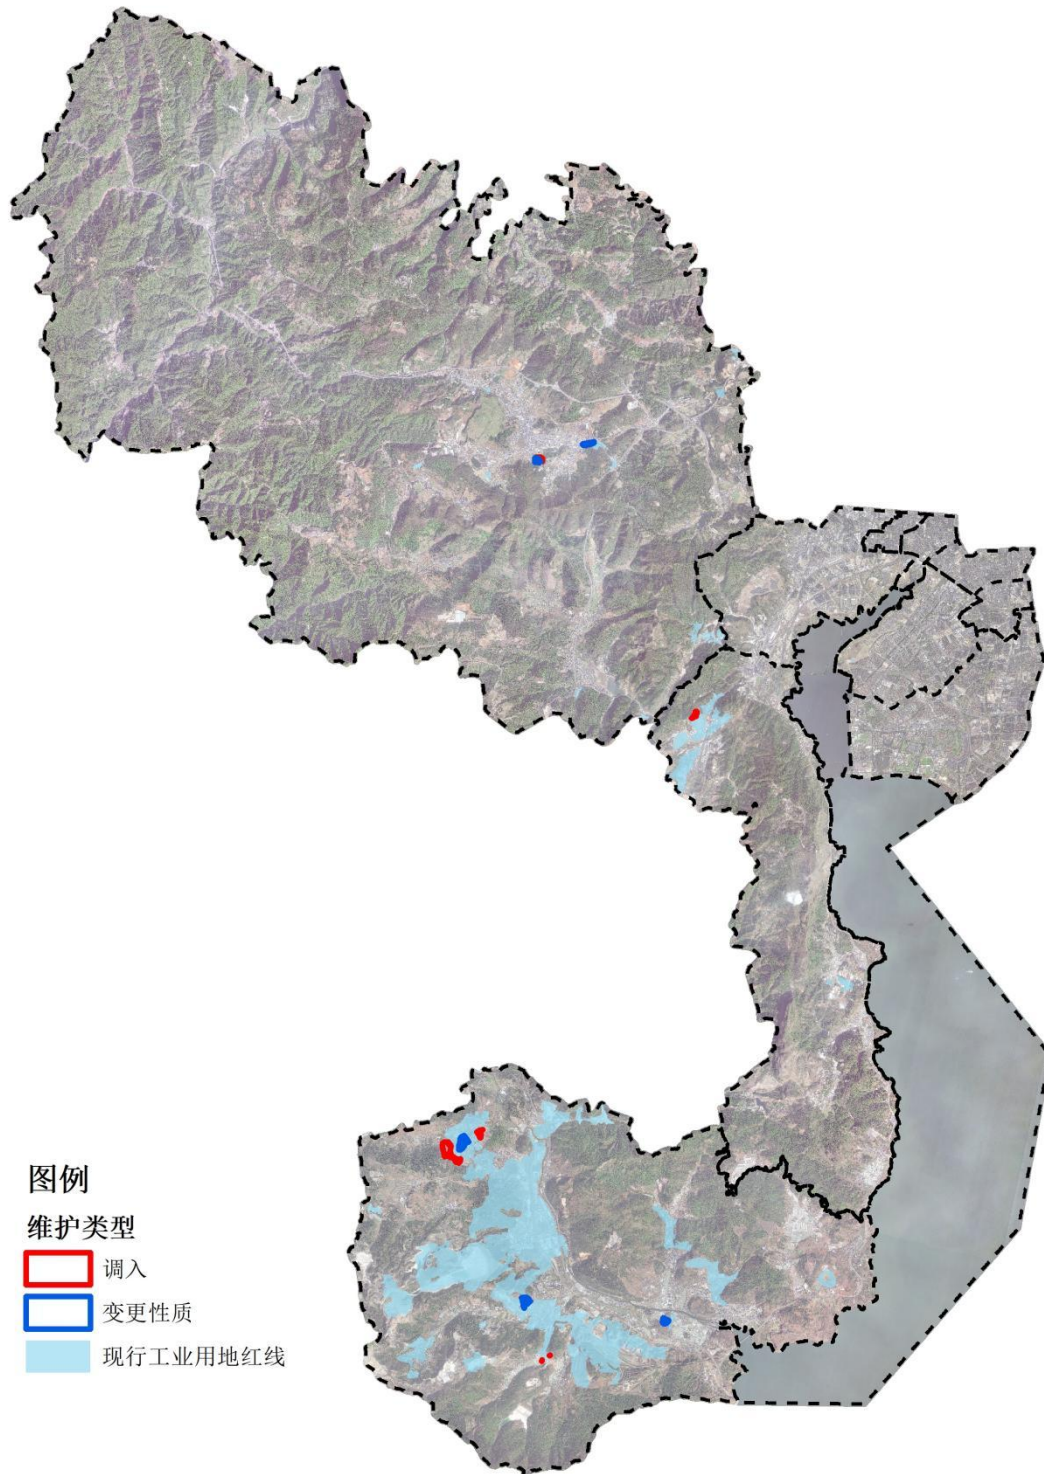 图例
维护类型
调入
变更性质
现行工业用地红线